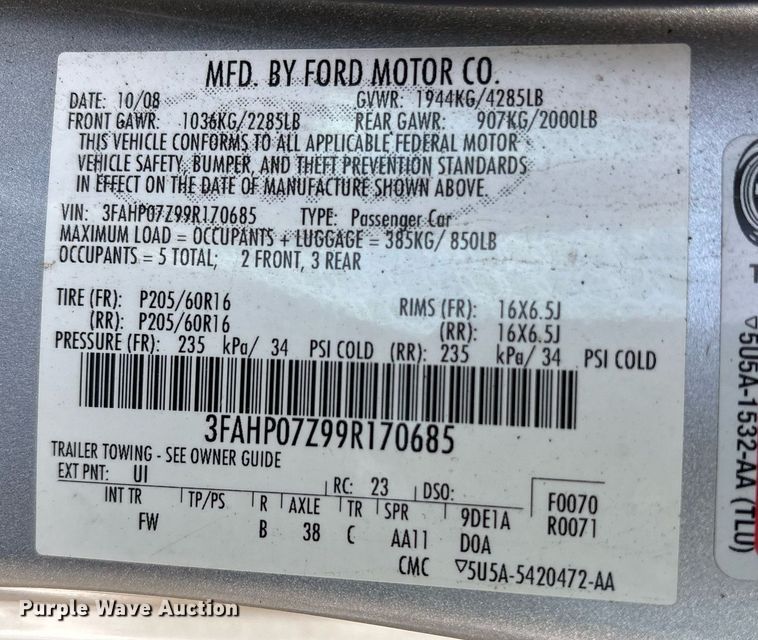 MFD. BY FORD MOTOR CO.
DATE: 10/08 GVWR: 1944KG/4285LB
FRONT GAWR: 1036KG/2285LB REAR GAWR: 907KG/2000LB
THIS VEHICLE CONFORMS TO ALL APPLICABLE FEDERAL MOTOR
VEHICLE SAFETY, BUMPER, AND THEFT PREVENTION STANDARDS
IN EFFECT ON THE DATE OF MANUFACTURE SHOWN ABOVE.
VIN: 3FAHP07Z99R170685 TYPE: Passenger Car
MAXIMUM LOAD = OCCUPANTS + LUGGAGE = 385KG/ 850LB
OCCUPANTS = 5 TOTAL; 2 FRONT, 3 REAR
TIRE (FR): P205/60R16 RIMS (FR): 16X6.5J
(RR): P205/60R16 (RR): 16X6.5J
PRESSURE (FR): 235 kPa/ 34 PSI COLD (RR): 235 kPa/ 34 PSI COLD
3FAHP07Z99R170685
TRAILER TOWING - SEE OWNER GUIDE
EXT PNT: UI RC: 23 DSO: F0070
INT TR TP/PS R AXLE TR SPR 9DE1A R0071
FW B 38 C AA11 D0A
CMC ▽5U5A-5420472-AA
▽5U5A-1532-AA (TLU)
Purple Wave Auction